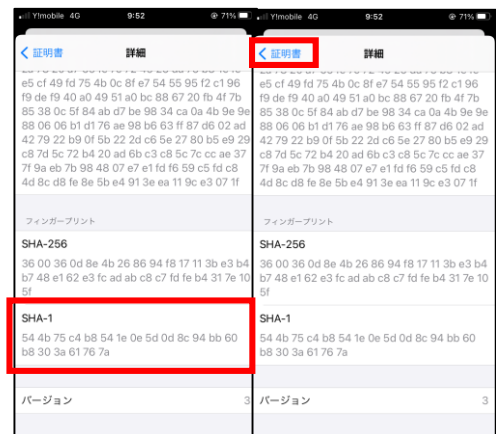 Y!mobile 4G 9:52 71%
証明書 詳細
e5 cf 49 fd 75 4b 0c 8f e7 54 55 95 f2 c1 96
f9 de f9 40 a0 49 51 a0 bc 88 67 20 fb 4f 7b
85 38 0c 5f 84 ab d7 be 98 34 ca 0a 4b 9e 9e
88 06 06 b1 d1 76 ae 98 b6 63 ff 87 d6 02 ad
42 79 22 b9 0f 5b 22 2d c6 5e 27 80 b5 e9 29
c8 7d 5c 72 b4 20 ad 6b c3 c8 5c 7c cc ae 37
7f 9a eb 7b 98 48 07 e7 e1 fd f6 59 c5 fd c8
4d 8c d8 fe 8e 5b e4 91 3e ea 11 9c e3 07 1f
フィンガープリント
SHA-256
36 00 36 0d 8e 4b 26 86 94 f8 17 11 3b e3 b4
b7 48 e1 62 e3 fc ad ab c8 c7 fd fe b4 31 7e 10
5f
SHA-1
54 4b 75 c4 b8 54 1e 0e 5d 0d 8c 94 bb 60
b8 30 3a 61 76 7a
バージョン 3
Y!mobile 4G 9:52 71%
証明書 詳細
e5 cf 49 fd 75 4b 0c 8f e7 54 55 95 f2 c1 96
f9 de f9 40 a0 49 51 a0 bc 88 67 20 fb 4f 7b
85 38 0c 5f 84 ab d7 be 98 34 ca 0a 4b 9e 9e
88 06 06 b1 d1 76 ae 98 b6 63 ff 87 d6 02 ad
42 79 22 b9 0f 5b 22 2d c6 5e 27 80 b5 e9 29
c8 7d 5c 72 b4 20 ad 6b c3 c8 5c 7c cc ae 37
7f 9a eb 7b 98 48 07 e7 e1 fd f6 59 c5 fd c8
4d 8c d8 fe 8e 5b e4 91 3e ea 11 9c e3 07 1f
フィンガープリント
SHA-256
36 00 36 0d 8e 4b 26 86 94 f8 17 11 3b e3 b4
b7 48 e1 62 e3 fc ad ab c8 c7 fd fe b4 31 7e 10
5f
SHA-1
54 4b 75 c4 b8 54 1e 0e 5d 0d 8c 94 bb 60
b8 30 3a 61 76 7a
バージョン 3